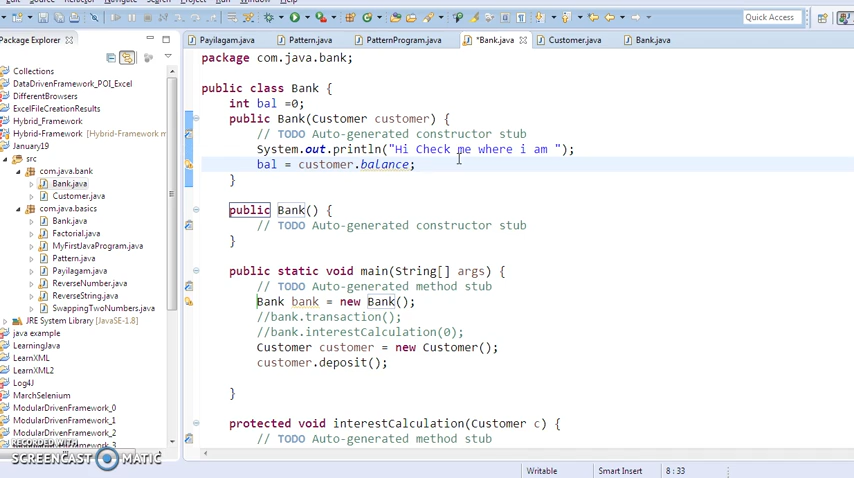 Quick Access
Package Explorer
Payilagam.java
Pattern.java
PatternProgram.java
*Bank.java
Customer.java
Bank.java
Collections
DataDrivenFramework_POI_Excel
DifferentBrowsers
ExcelFileCreationResults
Hybrid_Framework
Hybrid-Framework [Hybrid-Framework
January19
src
com.java.bank
Bank.java
Customer.java
com.java.basics
Bank.java
Factorial.java
MyFirstJavaProgram.java
Pattern.java
Payilagam.java
ReverseNumber.java
ReverseString.java
SwappingTwoNumbers.java
JRE System Library [JavaSE-1.8]
java example
LearningJava
LearnXML
LearnXML2
Log4J
MarchSelenium
ModularDrivenFramework_0
ModularDrivenFramework_1
ModularDrivenFramework_2
package com.java.bank;
public class Bank {
int bal =0;
public Bank(Customer customer) {
// TODO Auto-generated constructor stub
System.out.println("Hi Check me where i am ");
bal = customer.balance;
}
public Bank() {
// TODO Auto-generated constructor stub
}
public static void main(String[] args) {
// TODO Auto-generated method stub
Bank bank = new Bank();
//bank.transaction();
//bank.interestCalculation(0);
Customer customer = new Customer();
customer.deposit();
}
protected void interestCalculation(Customer c) {
// TODO Auto-generated method stub
RECORDED WITH
SCREENCAST MATIC
Writable
Smart Insert
8 : 33